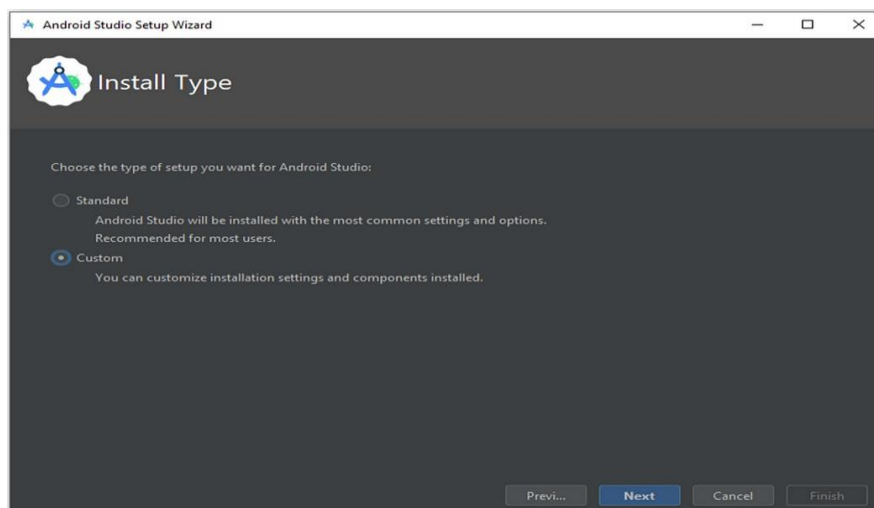 Android Studio Setup Wizard
Install Type
Choose the type of setup you want for Android Studio:
Standard
Android Studio will be installed with the most common settings and options.
Recommended for most users.
Custom
You can customize installation settings and components installed.
Previ... Next Cancel Finish